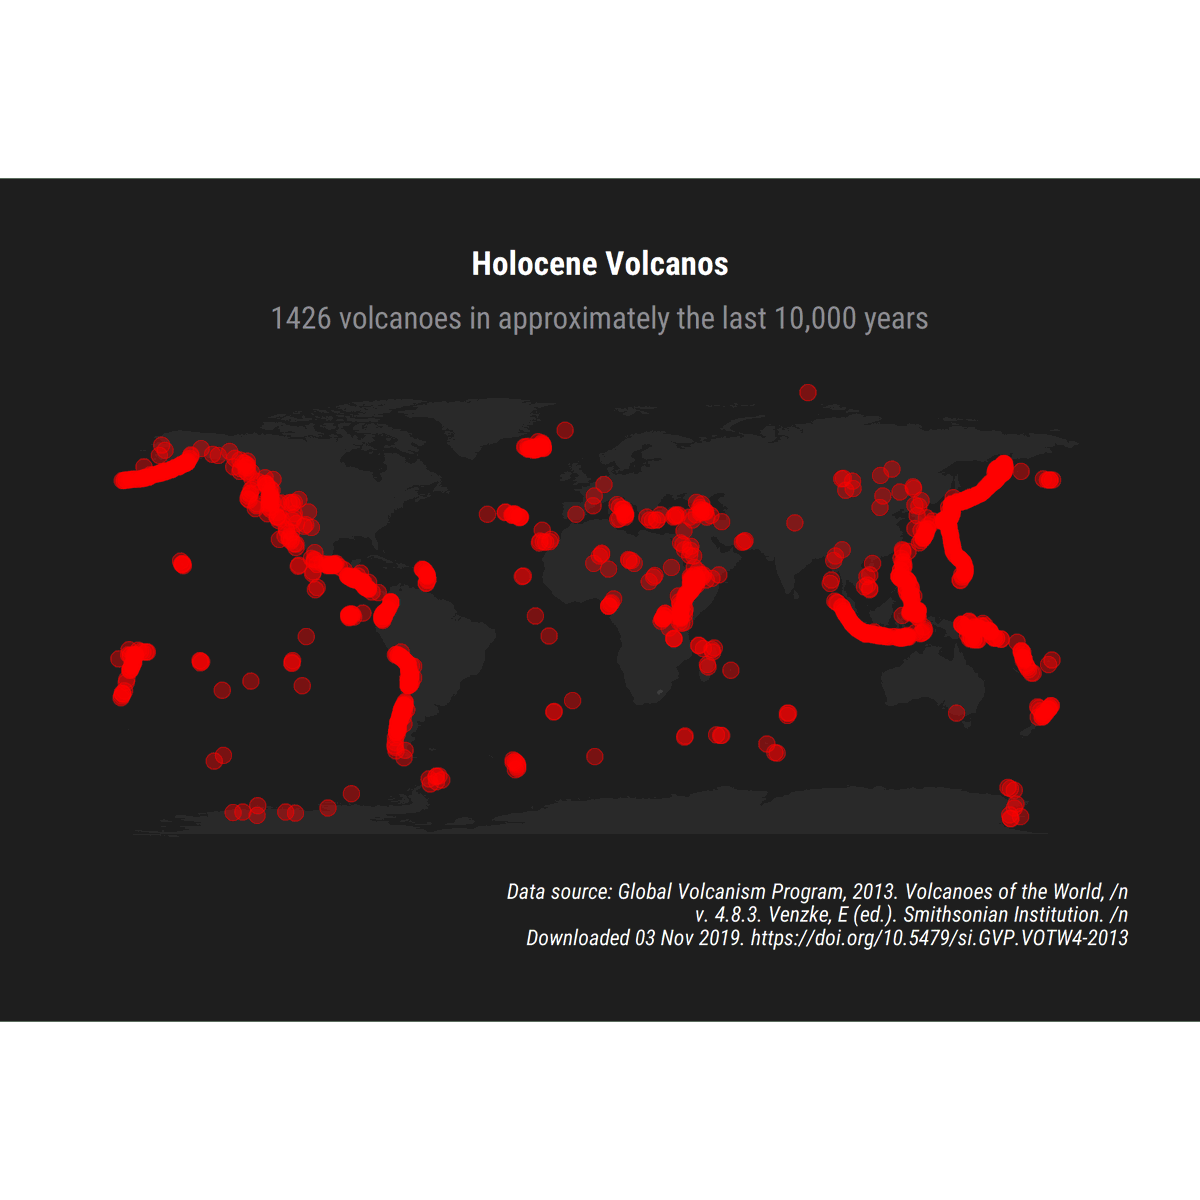 Holocene Volcanos
1426 volcanoes in approximately the last 10,000 years
Data source: Global Volcanism Program, 2013. Volcanoes of the World, /n
v. 4.8.3. Venzke, E (ed.). Smithsonian Institution. /n
Downloaded 03 Nov 2019. https://doi.org/10.5479/si.GVP.VOTW4-2013